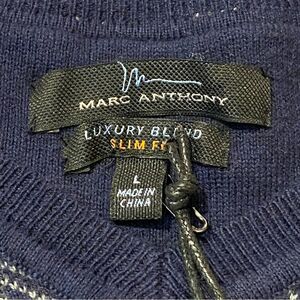 MARC ANTHONY
LUXURY BLEND
SLIM FIT
L
MADE IN
CHINA